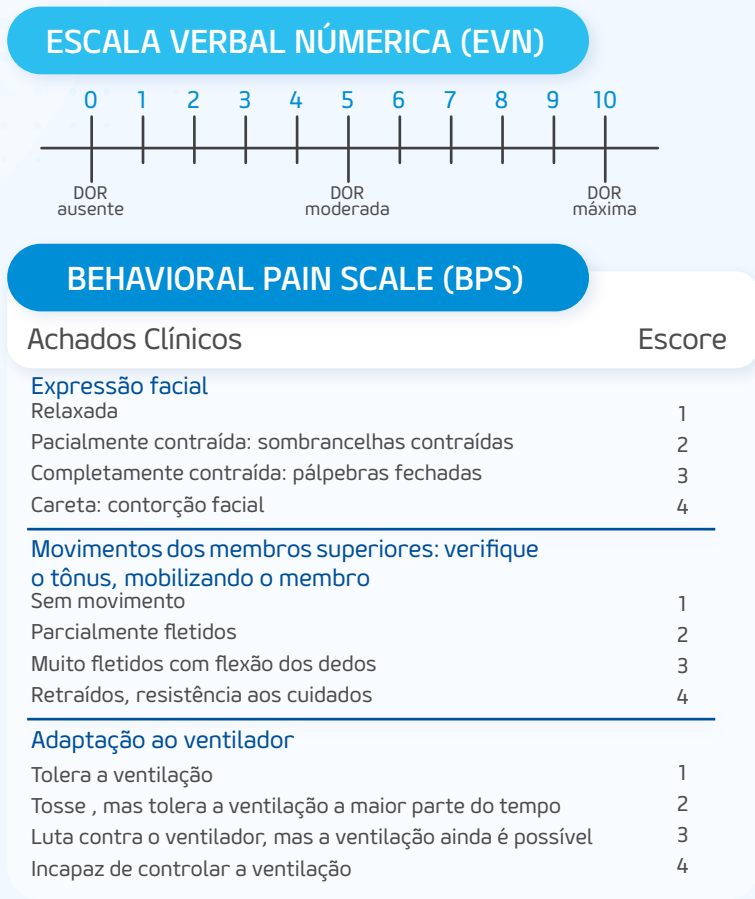 ESCALA VERBAL NÚMERICA (EVN)
0 1 2 3 4 5 6 7 8 9 10
DOR DOR DOR
ausente moderada máxima
BEHAVIORAL PAIN SCALE (BPS)
Achados Clínicos Escore
Expressão facial
Relaxada 1
Pacialmente contraída: sombrancelhas contraídas 2
Completamente contraída: pálpebras fechadas 3
Careta: contorção facial 4
Movimentos dos membros superiores: verifique
o tônus, mobilizando o membro
Sem movimento 1
Parcialmente fletidos 2
Muito fletidos com flexão dos dedos 3
Retraídos, resistência aos cuidados 4
Adaptação ao ventilador
Tolera a ventilação 1
Tosse , mas tolera a ventilação a maior parte do tempo 2
Luta contra o ventilador, mas a ventilação ainda é possível 3
Incapaz de controlar a ventilação 4